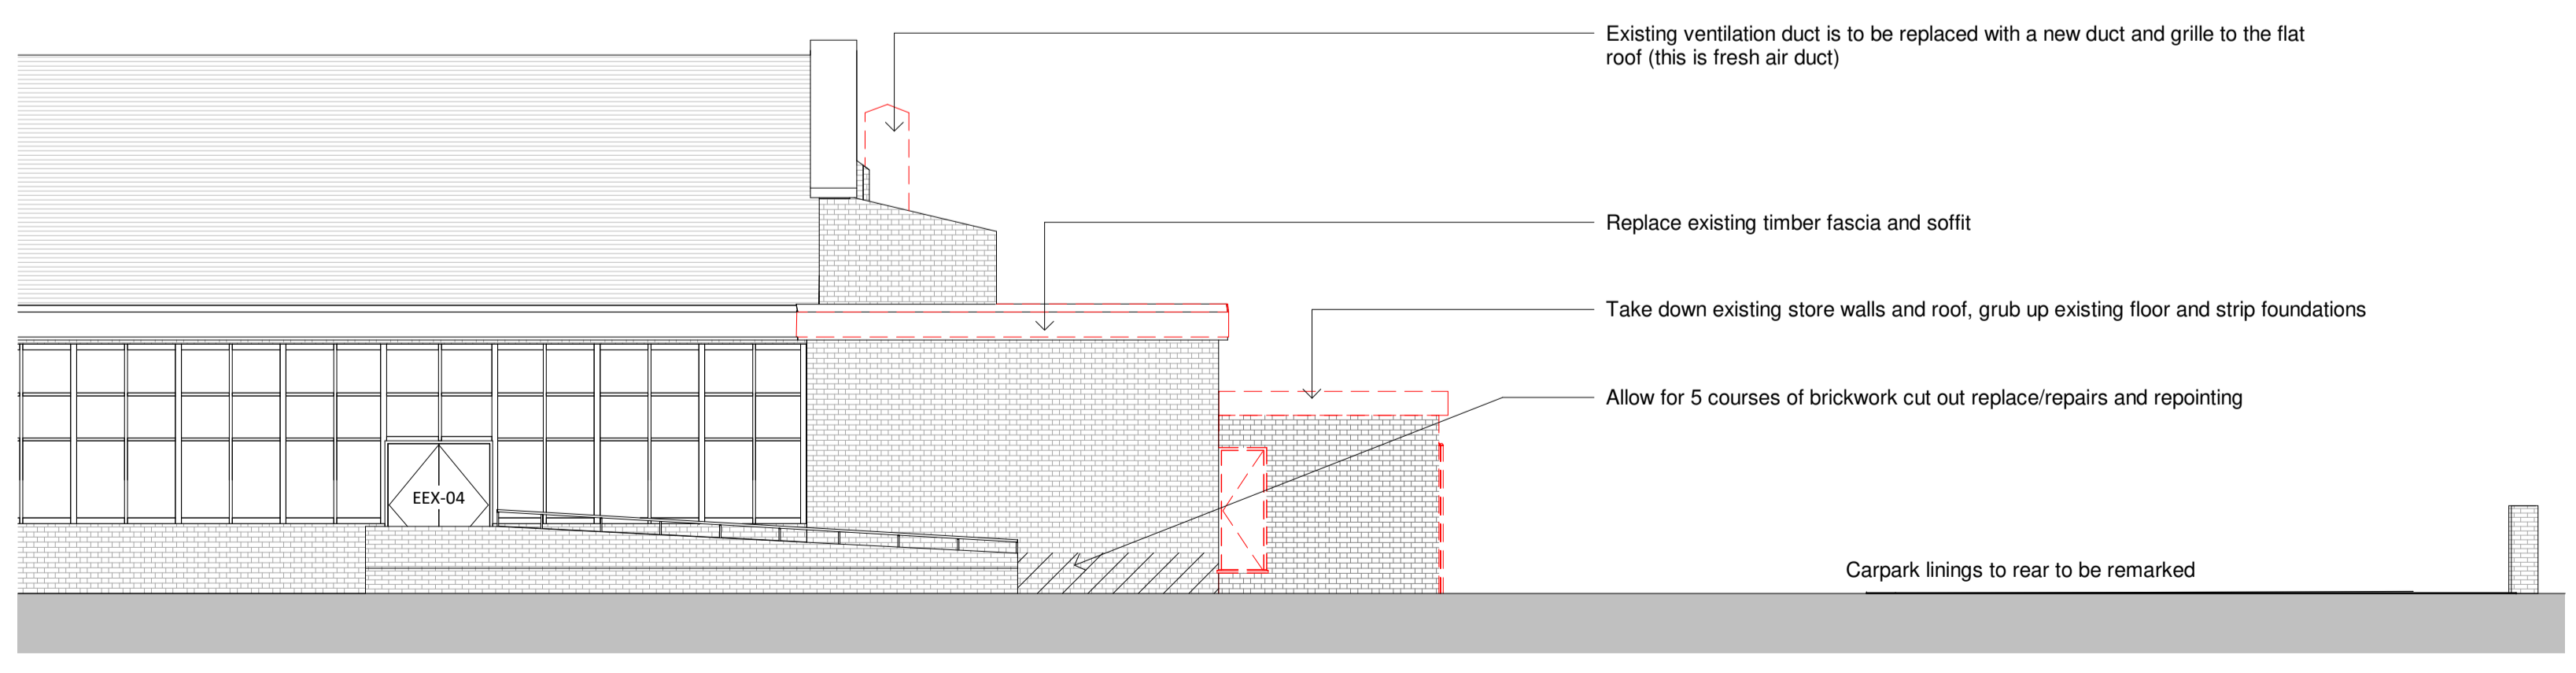 Existing ventilation duct is to be replaced with a new duct and grille to the flat
roof (this is fresh air duct)
Replace existing timber fascia and soffit
Take down existing store walls and roof, grub up existing floor and strip foundations
Allow for 5 courses of brickwork cut out replace/repairs and repointing
EEX-04
Carpark linings to rear to be remarked